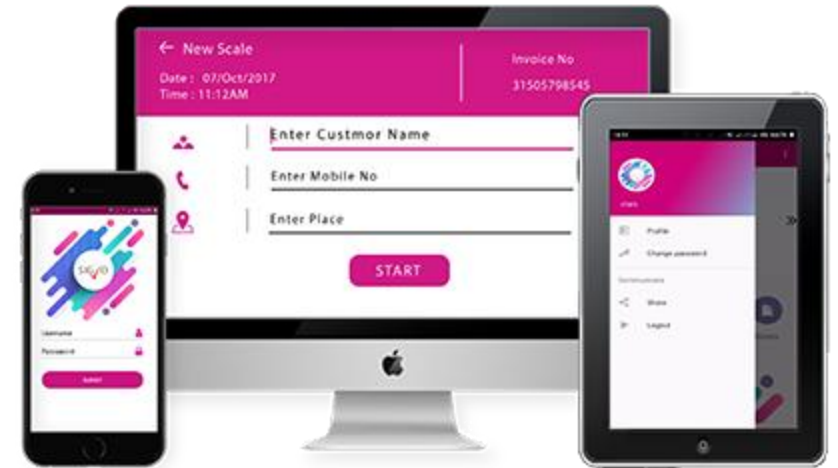 ← New Scale
Date : 07/Oct/2017
Time : 11:12AM
Invoice No
31505798545
Enter Custmor Name
Enter Mobile No
Enter Place
START
Username
Password
SUBMIT
Profile
Change password
Communicate
Share
Logout